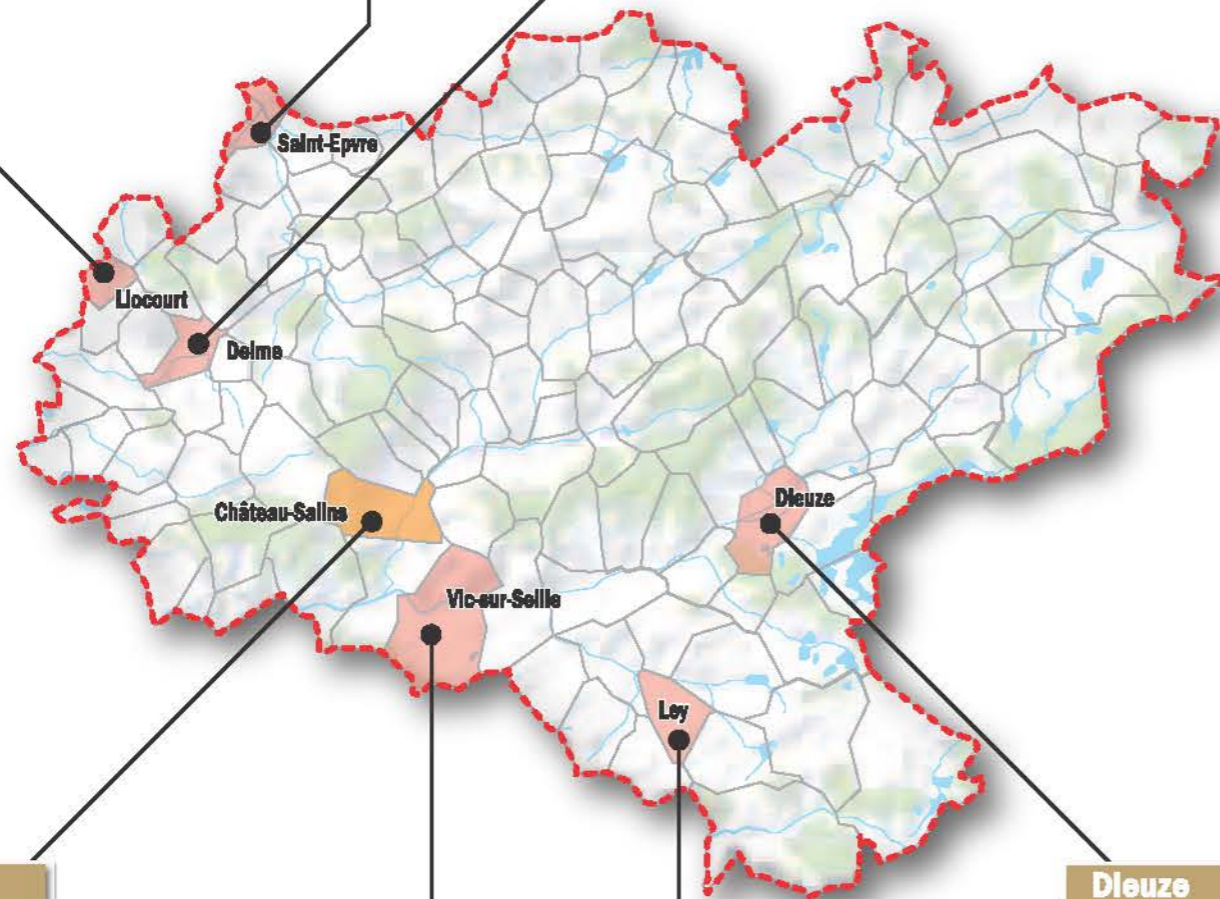 Saint-Epvre
Liocourt
Delme
Château-Salins
Dieuze
Vic-sur-Seille
Ley
Dieuze